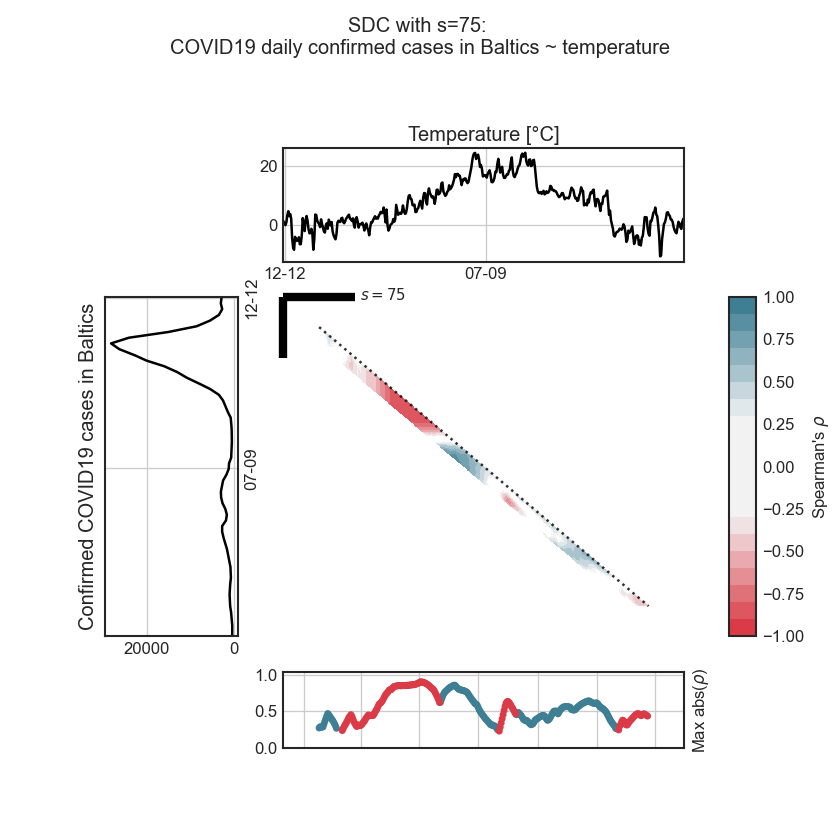 SDC with s=75:
COVID19 daily confirmed cases in Baltics ~ temperature
Temperature [°C]
20
0
12-12
07-09
12-12
s = 75
07-09
Confirmed COVID19 cases in Baltics
20000
0
1.00
0.75
0.50
0.25
0.00
−0.25
−0.50
−0.75
−1.00
Spearman's ρ
1.0
0.5
0.0
Max abs(ρ)